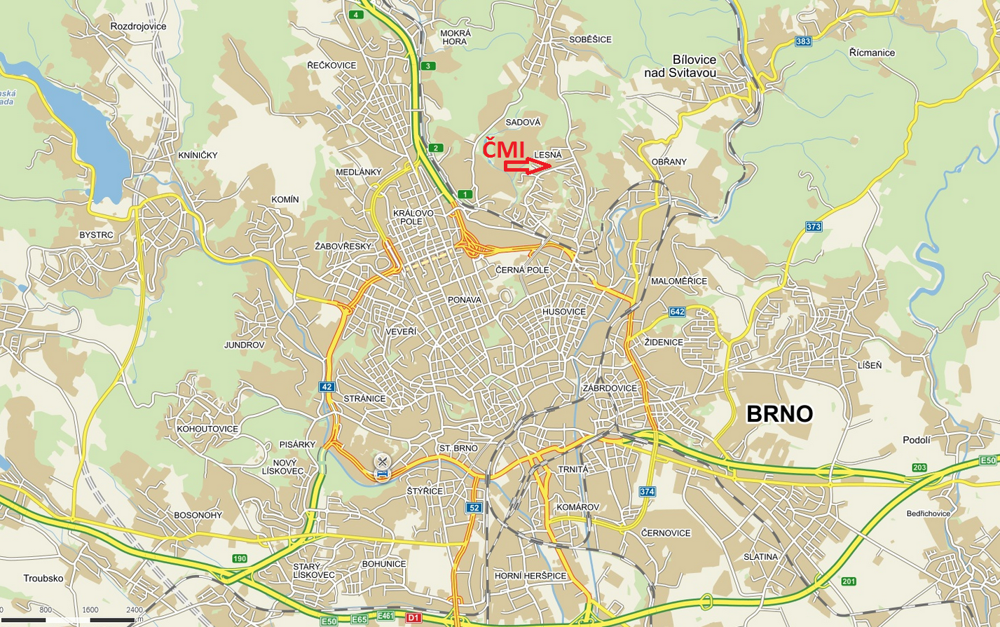 4
Rozdrojovice
MOKRÁ
HORA
SOBĚŠICE
383
Řícmanice
Bílovice
nad Svitavou
ŘEČKOVICE
3
SADOVÁ
ČMI
2
LESNÁ
KNÍNIČKY
OBŘANY
MEDLÁNKY
1
KOMÍN
KRÁLOVO
POLE
373
BYSTRC
ŽABOVŘESKY
ČERNÁ POLE
MALOMĚŘICE
PONAVA
HUSOVICE
642
VEVEŘÍ
JUNDROV
ŽIDENICE
LÍŠEŇ
42
ZÁBRDOVICE
STRÁNICE
BRNO
KOHOUTOVICE
PISÁRKY
ST. BRNO
Podolí
NOVÝ
LÍSKOVEC
TRNITÁ
203
E50
ŠTÝŘICE
374
52
KOMÁROV
BOSONOHY
Bedřichovice
ČERNOVICE
190
SLATINA
STARÝ
LÍSKOVEC
BOHUNICE
Troubsko
HORNÍ HERŠPICE
201
0 800 1600 2400
m
E50
E65
E461
D1